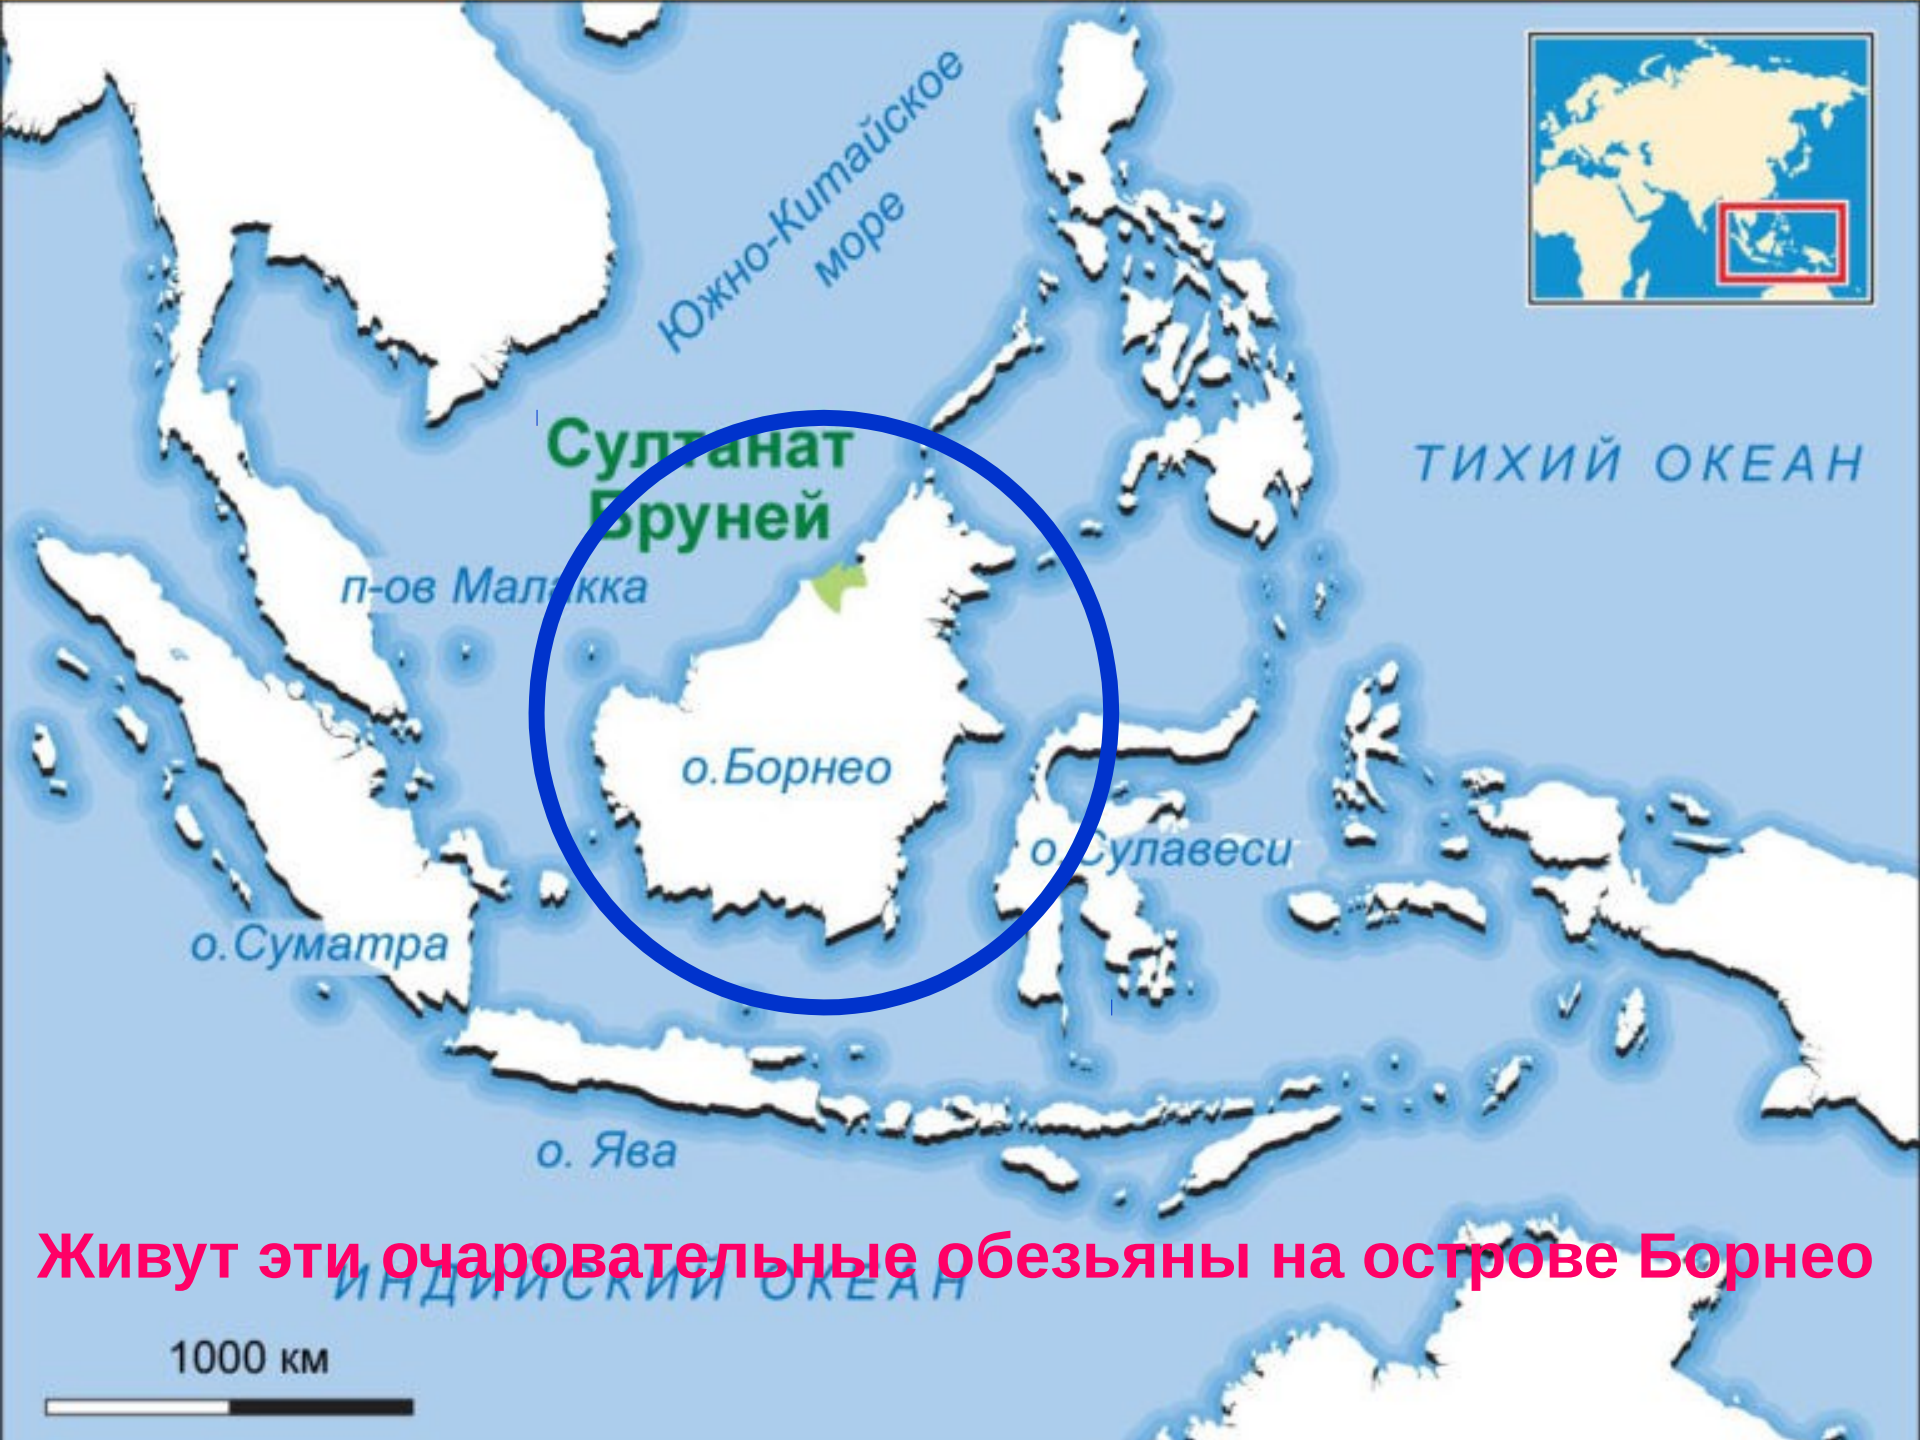 Южно-Китайское
море
Султанат
Бруней
ТИХИЙ ОКЕАН
п-ов Малакка
о.Борнео
о.Сулавеси
о.Суматра
о. Ява
Живут эти очаровательные обезьяны на острове Борнео
ИНДИЙСКИЙ ОКЕАН
1000 км